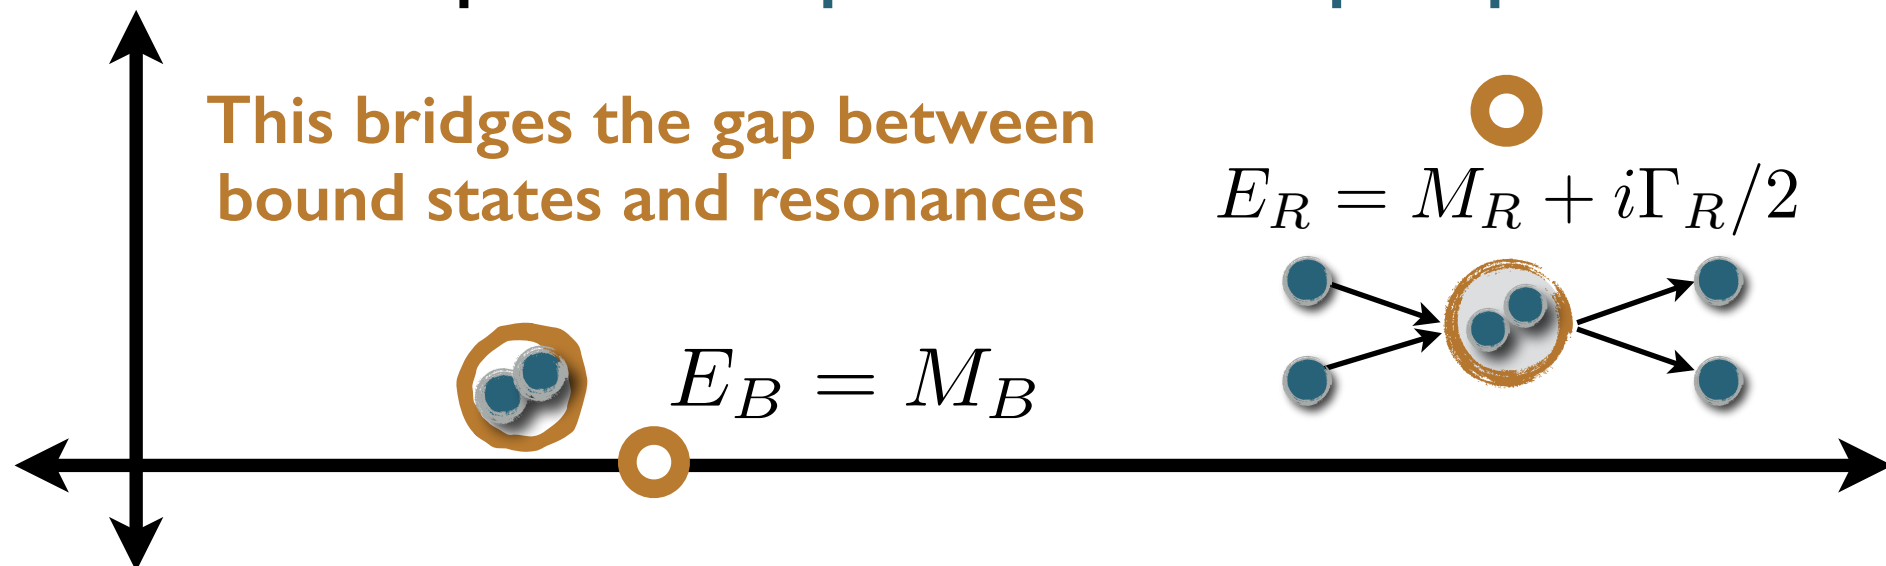 This bridges the gap between
bound states and resonances
E_R = M_R + iΓ_R/2
E_B = M_B